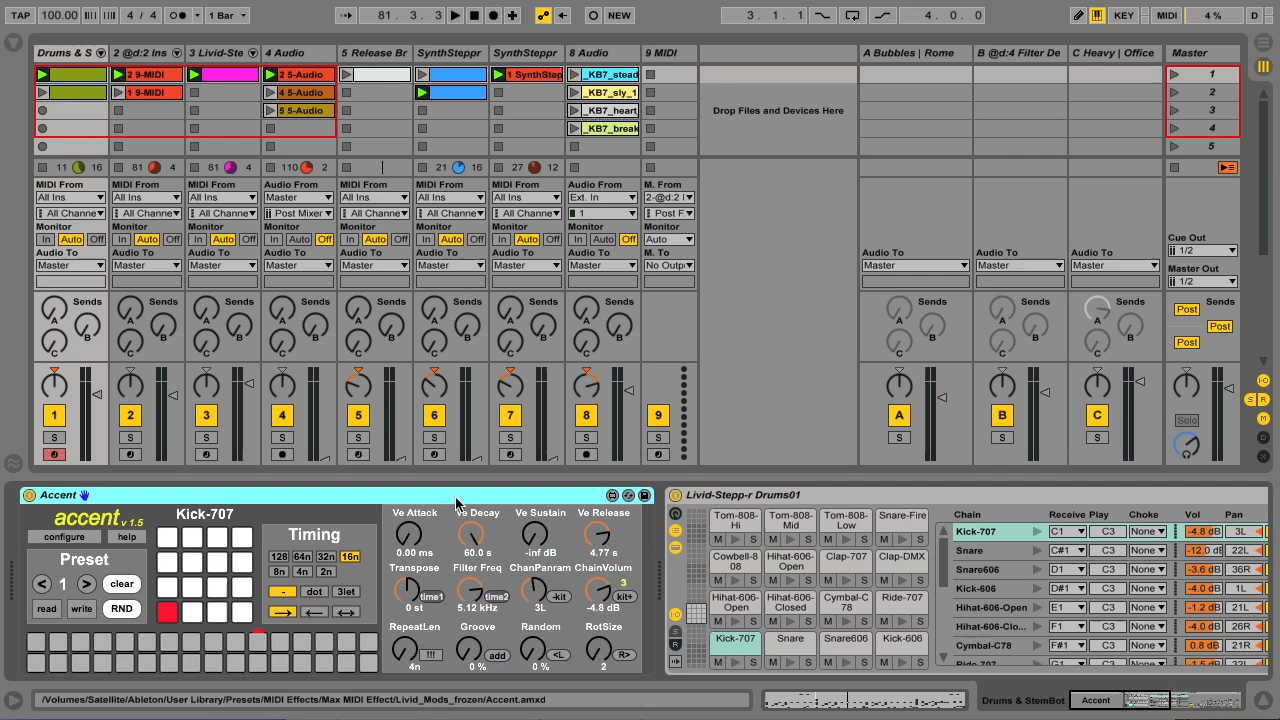 TAP 100.00 4 / 4 1 Bar 81. 3. 3 NEW 3. 1. 1 4. 0. 0 KEY MIDI 4 % D
Drums & S 2 @d:2 Ins 3 Livid-Ste 4 Audio 5 Release Br SynthSteppr SynthSteppr 8 Audio 9 MIDI A Bubbles | Rome B @d:4 Filter De C Heavy | Office Master
2 9-MIDI 2 5-Audio 1 SynthStep _KB7_stead 1
1 9-MIDI 4 5-Audio _KB7_sly_1 2
5 5-Audio _KB7_heart Drop Files and Devices Here 3
_KB7_break 4
5
11 16 81 4 81 4 110 2 21 16 27 12
MIDI From MIDI From MIDI From Audio From MIDI From MIDI From MIDI From Audio From M. From
All Ins All Ins All Ins Master All Ins All Ins All Ins Ext. In 2-@d:2 I
All Channe All Channe All Channe Post Mixer All Channe All Channe All Channe 1 Post F
Monitor Monitor Monitor Monitor Monitor Monitor Monitor Monitor Monitor
In Auto Off In Auto Off In Auto Off In Auto Off In Auto Off In Auto Off In Auto Off In Auto Off Auto Cue Out
1/2
Audio To Audio To Audio To Audio To Audio To Audio To Audio To Audio To M. To Audio To Audio To Audio To
Master Master Master Master Master Master Master Master No Outp Master Master Master Master Out
1/2
Sends Sends Sends Sends Sends Sends Sends Sends Sends Sends Sends Sends
A A A A A A A A A A A Post
B B B B B B B B B B B Post
C C C C C C C C C C C Post
1 2 3 4 5 6 7 8 9 A B C
S S S S S S S S S S S Solo
Accent Livid-Stepp-r Drums01
accent v 1.5 Kick-707
configure help
Preset
1 clear
read write RND
Timing
128 64n 32n 16n
8n 4n 2n
- dot 3let
Ve Attack Ve Decay Ve Sustain Ve Release
0.00 ms 60.0 s -inf dB 4.77 s
Transpose Filter Freq ChanPanram ChainVolum
time1 time2 -kit 3 kit+
0 st 5.12 kHz 3L -4.8 dB
RepeatLen Groove Random RotSize
!!! add <L R>
4n 0 % 0 % 2
Tom-808-Hi Tom-808-Mid Tom-808-Low Snare-Fire
M S M S M S M S
Cowbell-808 Hihat-606-Open Clap-707 Clap-DMX
M S M S M S M S
Hihat-606-Open Hihat-606-Closed Cymbal-C78 Ride-707
M S M S M S M S
Kick-707 Snare Snare606 Kick-606
M S M S M S M S
Chain Receive Play Choke Vol Pan
Kick-707 C1 C3 None -4.8 dB 3L
Snare C#1 C3 None -12.0 dB 22L
Snare606 D1 C3 None -3.6 dB 36R
Kick-606 D#1 C3 None -4.0 dB 1L
Hihat-606-Open E1 C3 None -1.2 dB 21L
Hihat-606-Clo... F1 C3 None -4.0 dB 26R
Cymbal-C78 F#1 C3 None 0.8 dB 21R
/Volumes/Satellite/Ableton/User Library/Presets/MIDI Effects/Max MIDI Effect/Livid_Mods_frozen/Accent.amxd
Drums & StemBot Accent